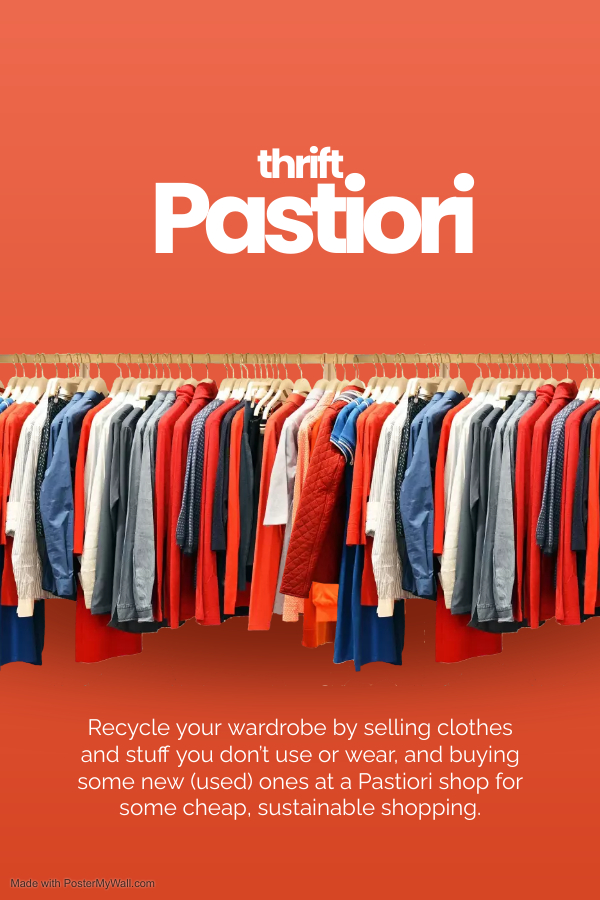 thrift
Pastiori
Recycle your wardrobe by selling clothes
and stuff you don't use or wear, and buying
some new (used) ones at a Pastiori shop for
some cheap, sustainable shopping.
Made with PosterMyWall.com